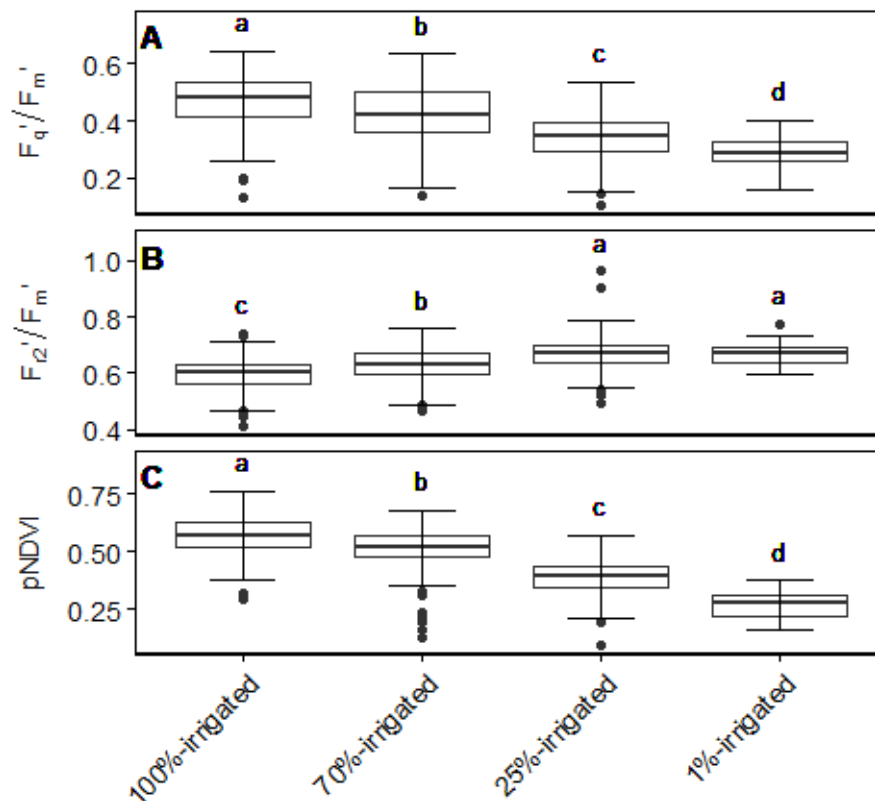 A
a
b
c
d
Fq'/Fm'
0.6
0.4
0.2
B
c
b
a
a
Fr2'/Fm'
1.0
0.8
0.6
0.4
C
a
b
c
d
pNDVI
0.75
0.50
0.25
100%-irrigated
70%-irrigated
25%-irrigated
1%-irrigated